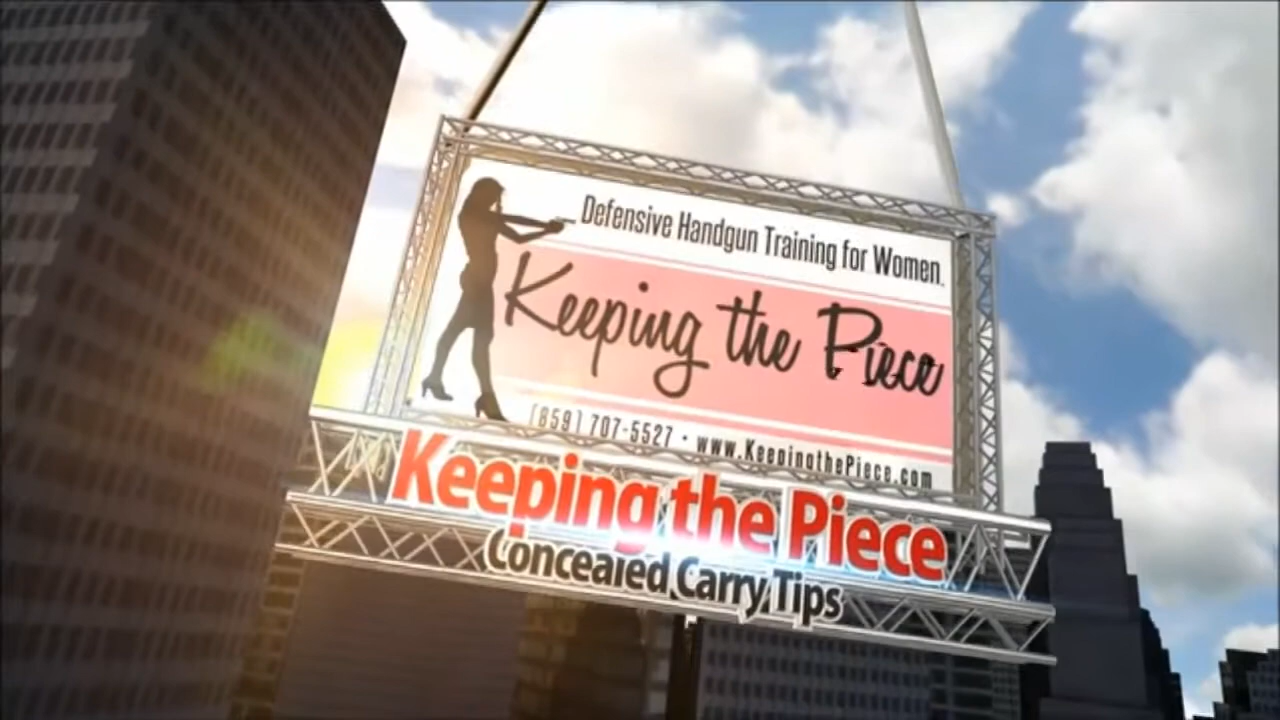 Defensive Handgun Training for Women.
Keeping the Piece
(859) 707-5527 • www.KeepingthePiece.com
Keeping the Piece
Concealed Carry Tips